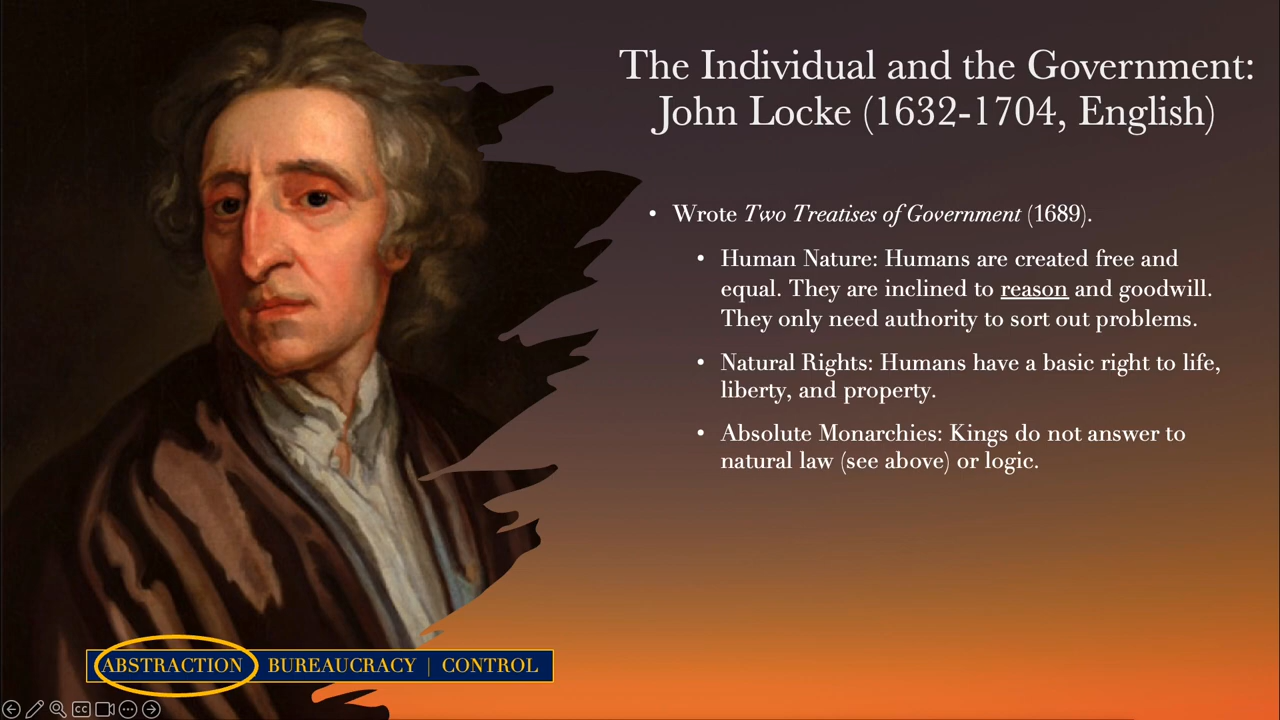 The Individual and the Government:
John Locke (1632-1704, English)
• Wrote Two Treatises of Government (1689).
• Human Nature: Humans are created free and
equal. They are inclined to reason and goodwill.
They only need authority to sort out problems.
• Natural Rights: Humans have a basic right to life,
liberty, and property.
• Absolute Monarchies: Kings do not answer to
natural law (see above) or logic.
ABSTRACTION BUREAUCRACY | CONTROL
CC